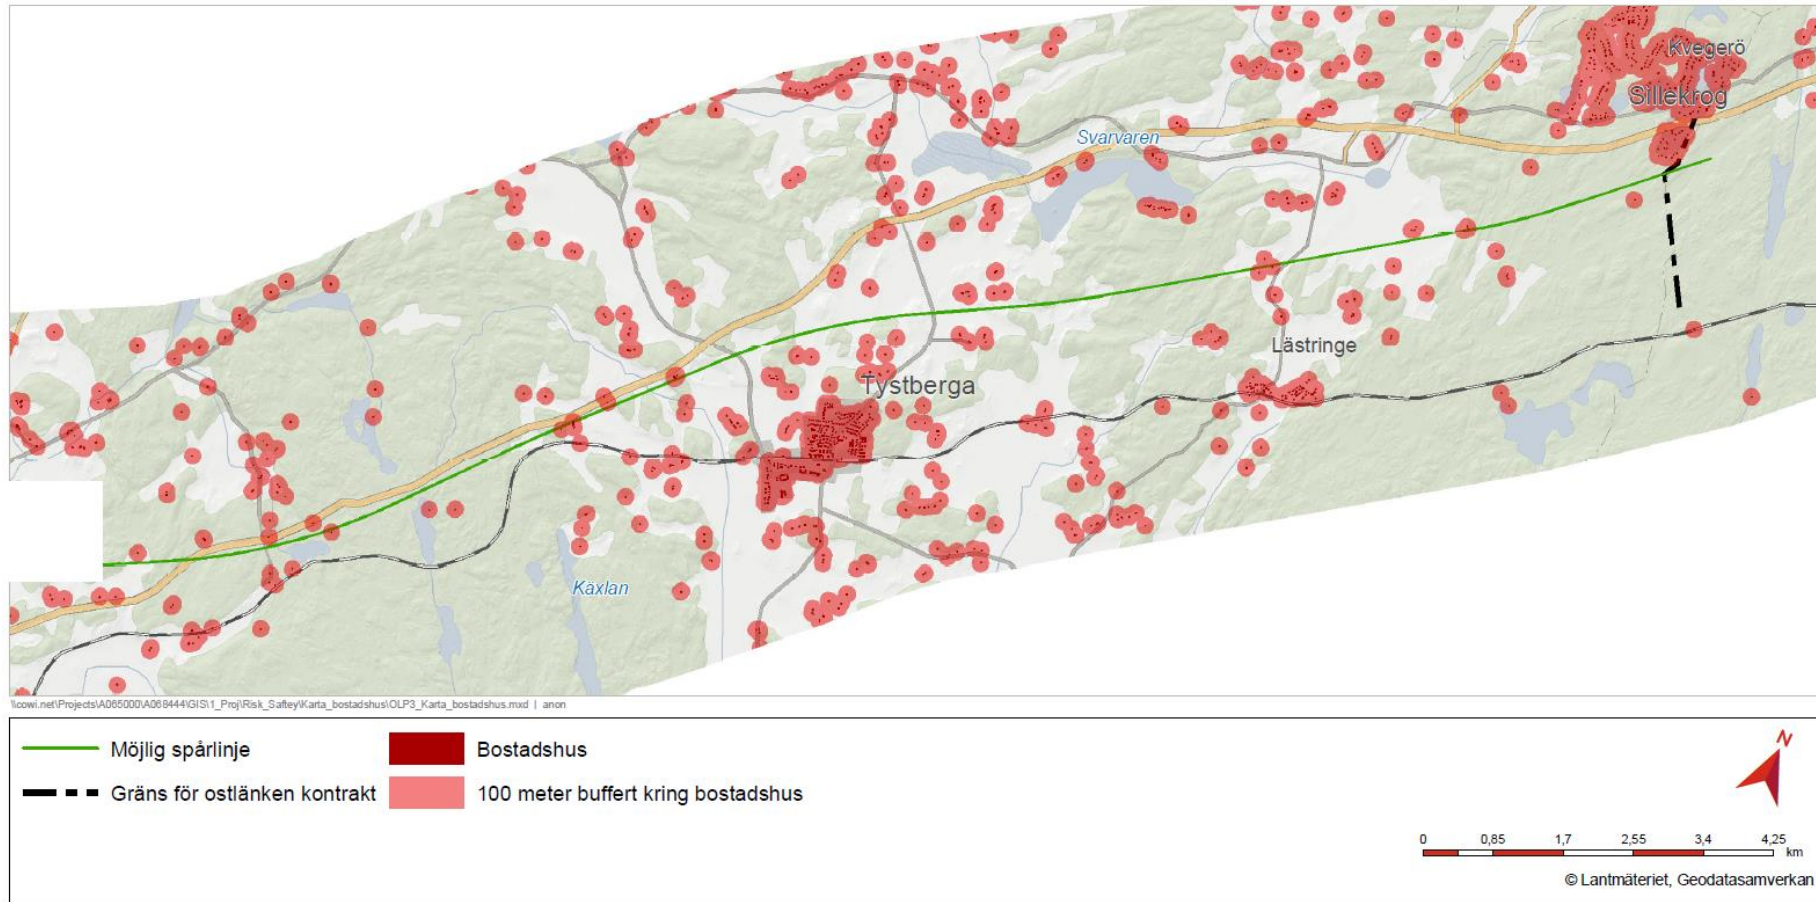 Kvegerö
Sillekrog
Svarvaren
Lästringe
Tystberga
Käxlan
\\cowi.net\Projects\A065000\A068444\GIS\1_Proj\Risk_Saftey\Karta_bostadshus\OLP3_Karta_bostadshus.mxd | anon
Möjlig spårlinje
Bostadshus
Gräns för ostlänken kontrakt
100 meter buffert kring bostadshus
N
0 0,85 1,7 2,55 3,4 4,25
km
© Lantmäteriet, Geodatasamverkan